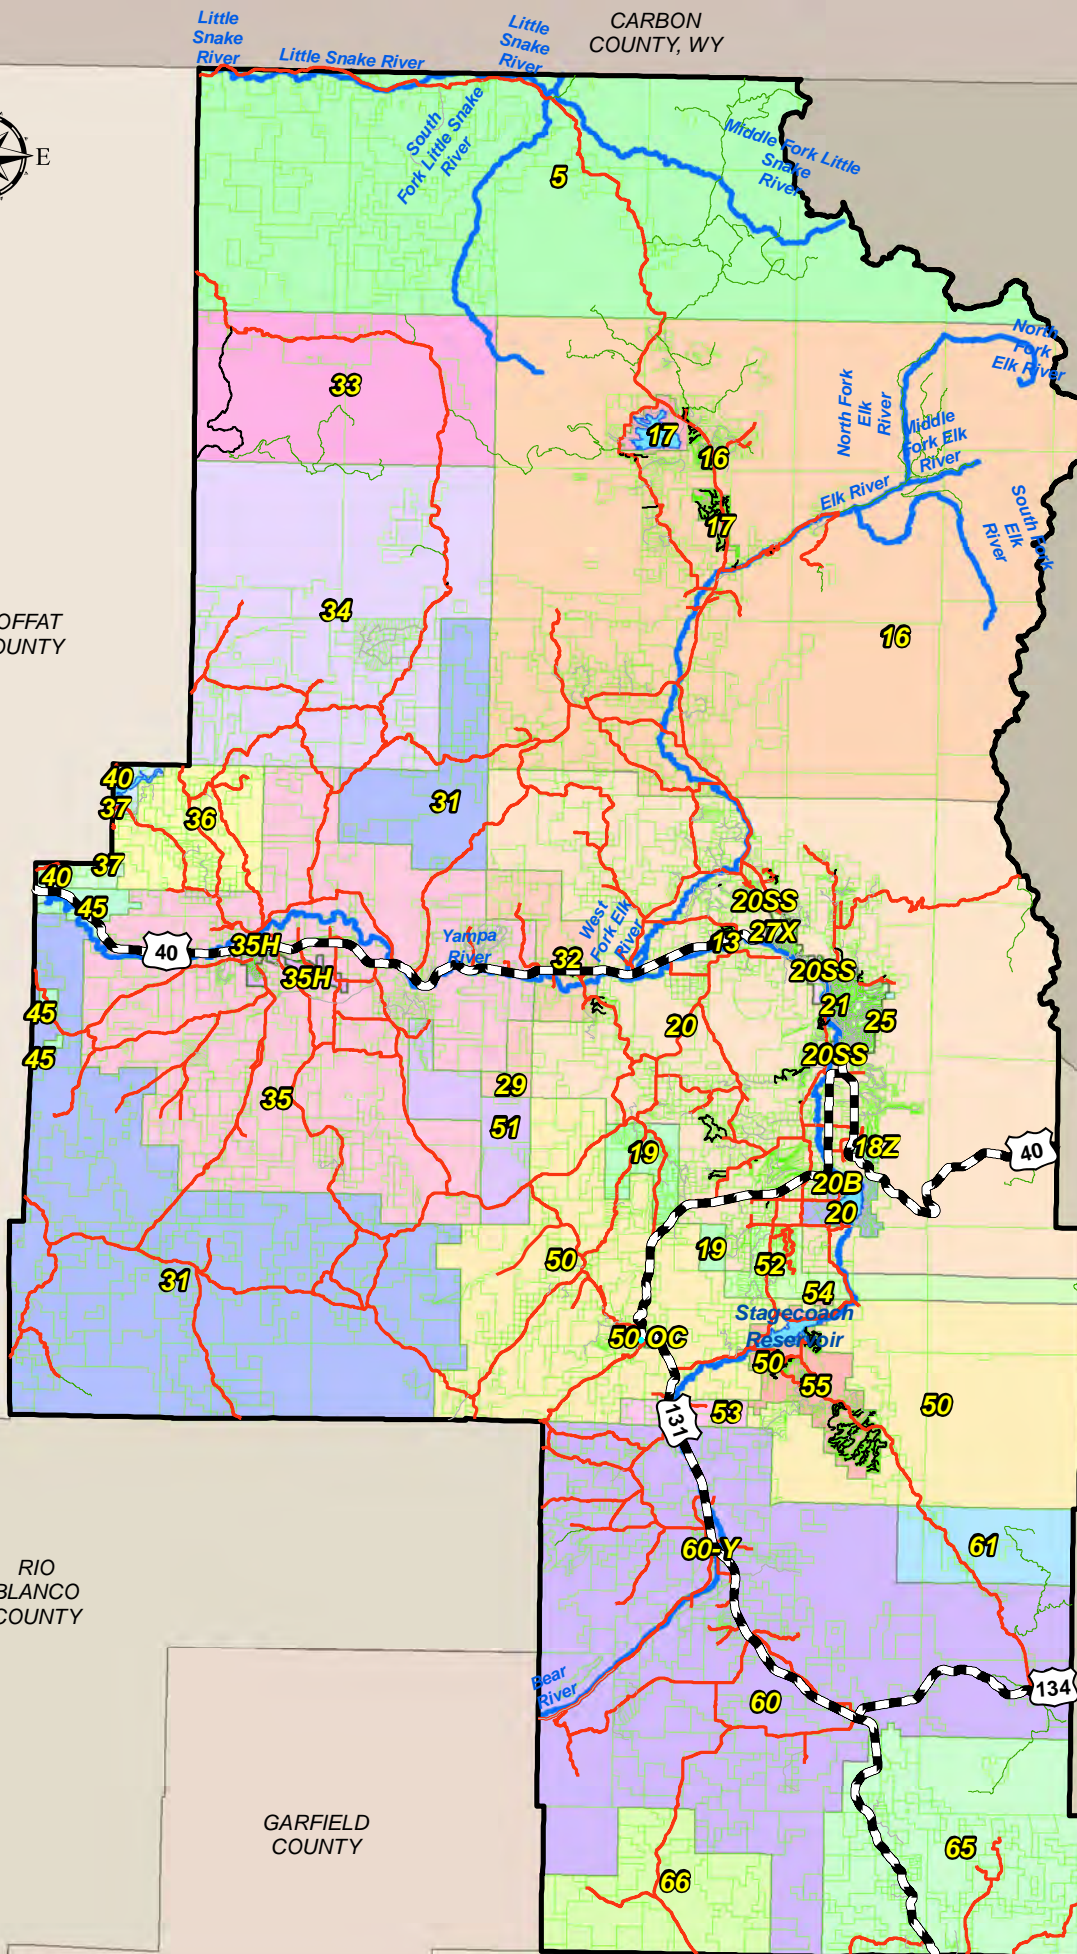 CARBON
COUNTY, WY
Little
Snake
River
Little Snake River
Little
Snake
River
South
Fork Little Snake
River
Middle Fork Little
Snake
River
E
5
North
Fork
Elk River
North Fork
Elk
River
Middle
Fork Elk
River
Elk River
South Fork
Elk
River
33
17
16
17
34
16
OFFAT
OUNTY
40
37
36
31
37
40
45
40
35H
35H
Yampa
River
West
Fork Elk
River
32
13
20SS
27X
20SS
21
25
20SS
45
45
20
29
51
35
19
18Z
40
20B
20
19
50
52
54
31
Stagecoach
Reservoir
50 OC
50
55
50
53
131
60-Y
61
RIO
BLANCO
COUNTY
Bear
River
60
134
GARFIELD
COUNTY
65
66